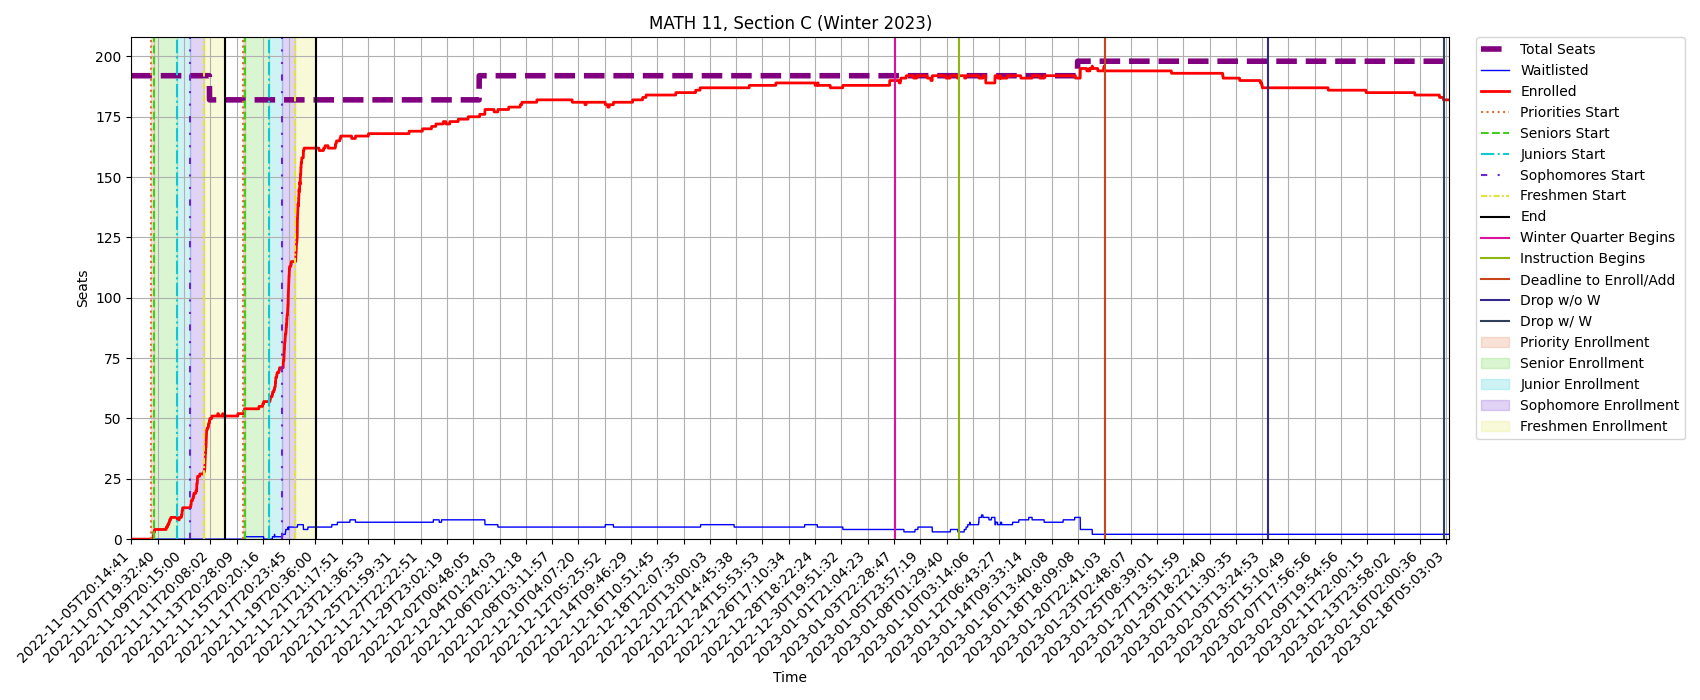 MATH 11, Section C (Winter 2023)
Seats
200
175
150
125
100
75
50
25
0
2022-11-05T20:14:41
2022-11-07T19:32:40
2022-11-09T20:15:00
2022-11-11T20:08:02
2022-11-13T20:28:09
2022-11-15T20:20:16
2022-11-17T20:23:45
2022-11-19T20:36:00
2022-11-21T21:17:51
2022-11-23T21:36:53
2022-11-25T21:59:31
2022-11-27T22:22:51
2022-11-29T23:02:19
2022-12-02T00:48:05
2022-12-04T01:24:03
2022-12-06T02:12:18
2022-12-08T03:11:57
2022-12-10T04:07:20
2022-12-12T05:25:52
2022-12-14T09:46:29
2022-12-16T10:51:45
2022-12-18T12:07:35
2022-12-20T13:00:03
2022-12-22T14:45:38
2022-12-24T15:53:53
2022-12-26T17:10:34
2022-12-28T18:22:24
2022-12-30T19:51:32
2023-01-01T21:04:23
2023-01-03T22:28:47
2023-01-05T23:57:19
2023-01-08T01:29:40
2023-01-10T03:14:06
2023-01-12T06:43:27
2023-01-14T09:33:14
2023-01-16T13:40:08
2023-01-18T18:09:08
2023-01-20T22:41:03
2023-01-23T02:48:07
2023-01-25T08:39:01
2023-01-27T13:51:59
2023-01-29T18:22:40
2023-02-01T11:30:35
2023-02-03T13:24:53
2023-02-05T15:10:49
2023-02-07T17:56:56
2023-02-09T19:54:56
2023-02-11T22:00:15
2023-02-13T23:58:02
2023-02-16T02:00:36
2023-02-18T05:03:03
Time
Total Seats
Waitlisted
Enrolled
Priorities Start
Seniors Start
Juniors Start
Sophomores Start
Freshmen Start
End
Winter Quarter Begins
Instruction Begins
Deadline to Enroll/Add
Drop w/o W
Drop w/ W
Priority Enrollment
Senior Enrollment
Junior Enrollment
Sophomore Enrollment
Freshmen Enrollment